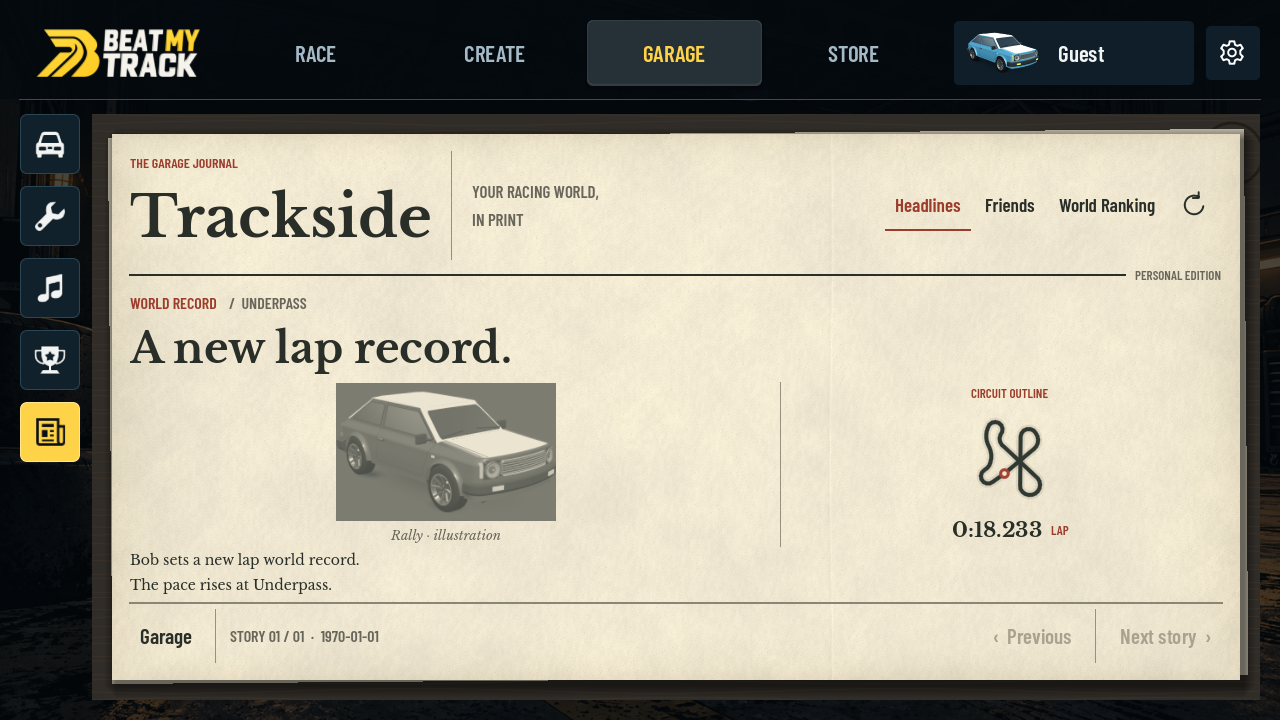 BEAT MY TRACK
RACE
CREATE
GARAGE
STORE
Guest
THE GARAGE JOURNAL
Trackside
YOUR RACING WORLD,
IN PRINT
Headlines
Friends
World Ranking
PERSONAL EDITION
WORLD RECORD / UNDERPASS
A new lap record.
Rally · illustration
CIRCUIT OUTLINE
0:18.233 LAP
Bob sets a new lap world record.
The pace rises at Underpass.
Garage
STORY 01 / 01 · 1970-01-01
‹ Previous
Next story ›